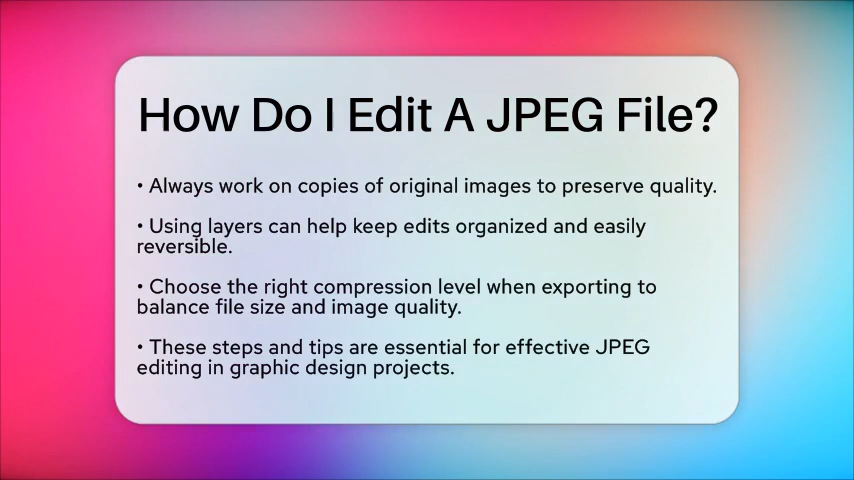 How Do I Edit A JPEG File?
• Always work on copies of original images to preserve quality.
• Using layers can help keep edits organized and easily
reversible.
• Choose the right compression level when exporting to
balance file size and image quality.
• These steps and tips are essential for effective JPEG
editing in graphic design projects.